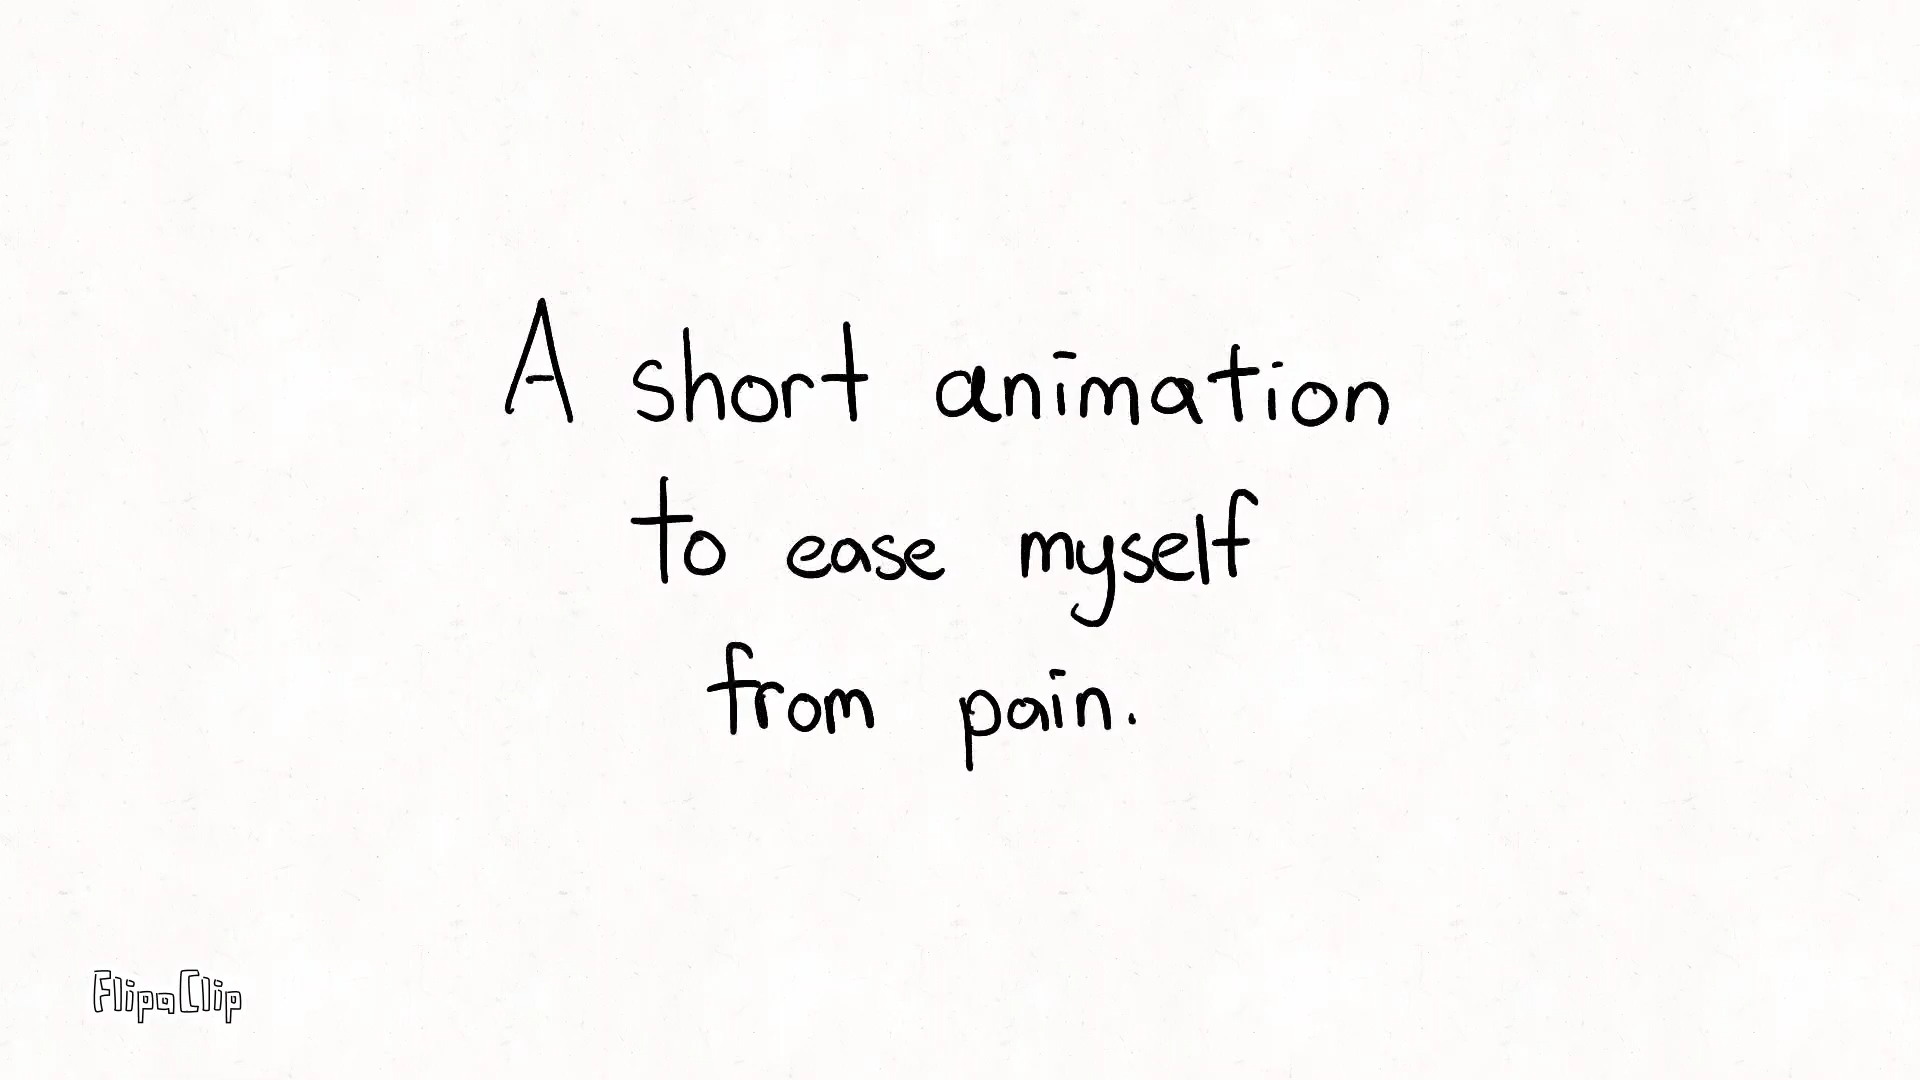 A short animation
to ease myself
from pain.
FlipaClip